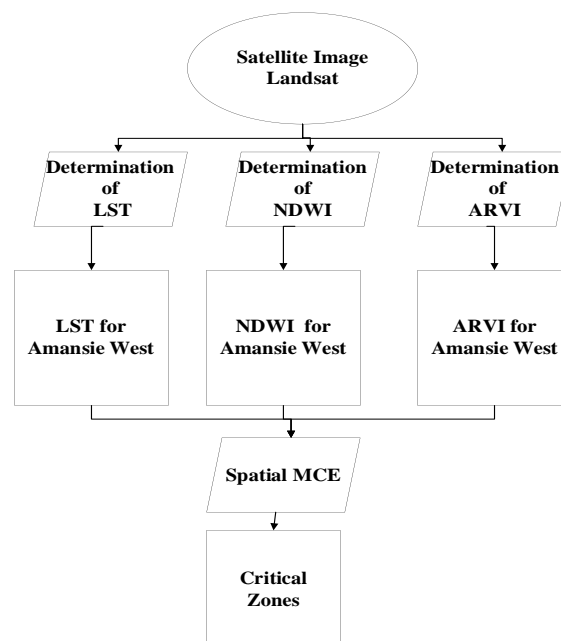 Satellite Image
Landsat
Determination
of
LST
Determination
of
NDWI
Determination
of
ARVI
LST for
Amansie West
NDWI for
Amansie West
ARVI for
Amansie West
Spatial MCE
Critical
Zones